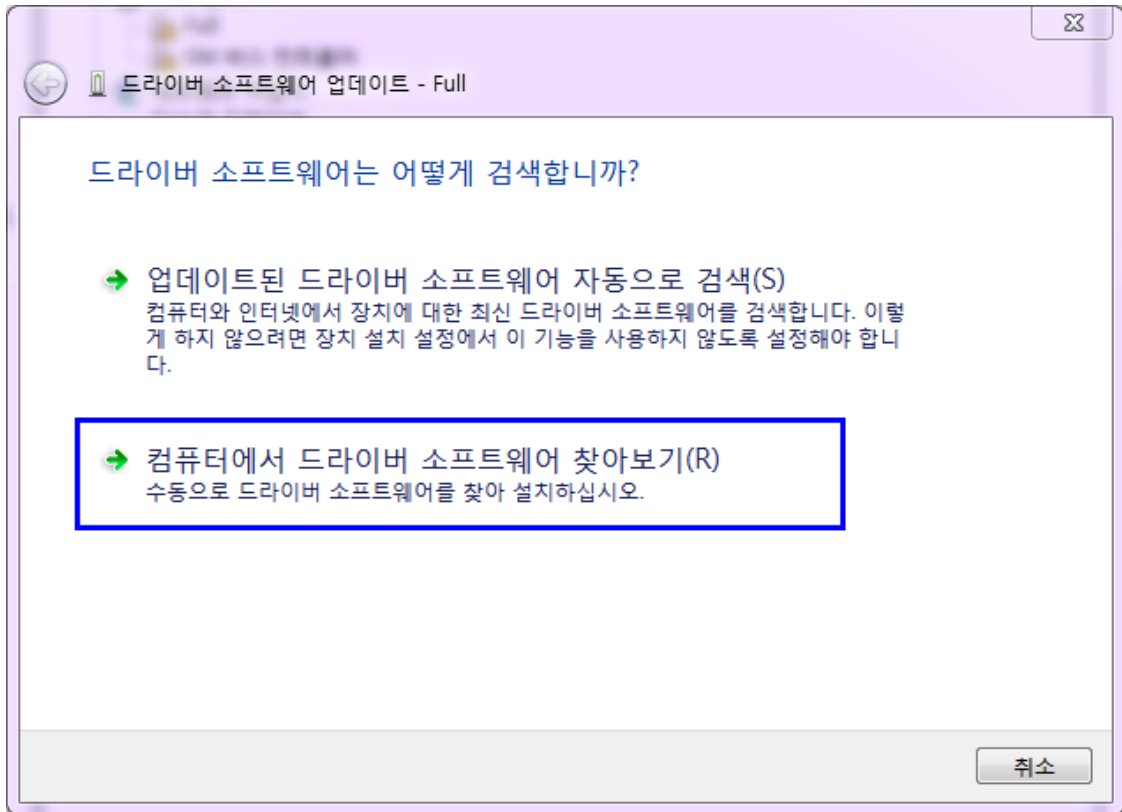 드라이버 소프트웨어 업데이트 - Full
드라이버 소프트웨어는 어떻게 검색합니까?
업데이트된 드라이버 소프트웨어 자동으로 검색(S)
컴퓨터와 인터넷에서 장치에 대한 최신 드라이버 소프트웨어를 검색합니다. 이렇
게 하지 않으려면 장치 설치 설정에서 이 기능을 사용하지 않도록 설정해야 합니
다.
컴퓨터에서 드라이버 소프트웨어 찾아보기(R)
수동으로 드라이버 소프트웨어를 찾아 설치하십시오.
취소